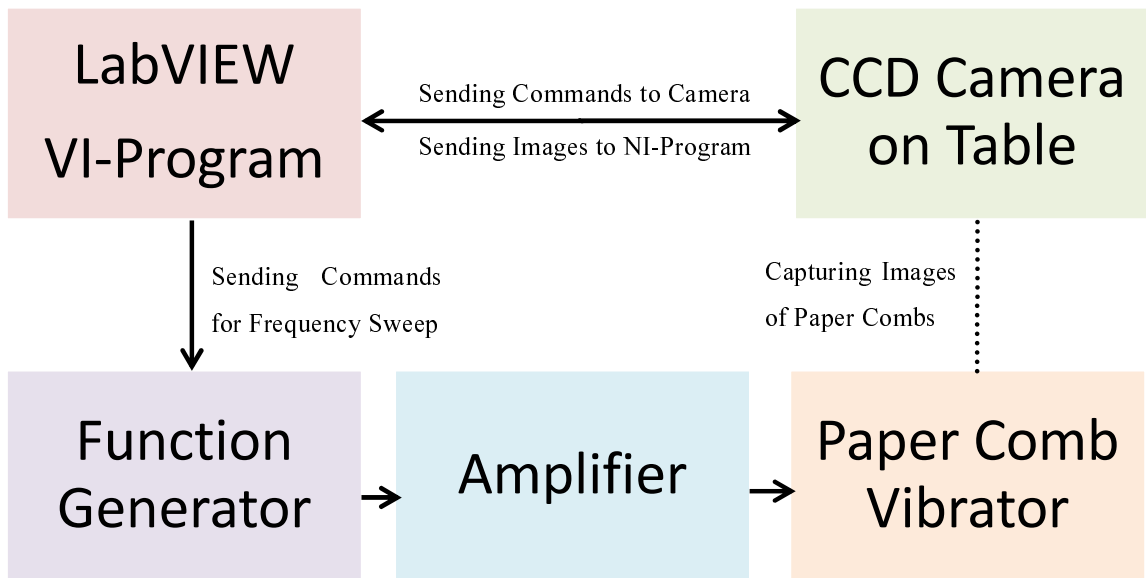 LabVIEW
VI-Program
Sending Commands to Camera
Sending Images to NI-Program
CCD Camera
on Table
Sending Commands
for Frequency Sweep
Capturing Images
of Paper Combs
Function
Generator
Amplifier
Paper Comb
Vibrator